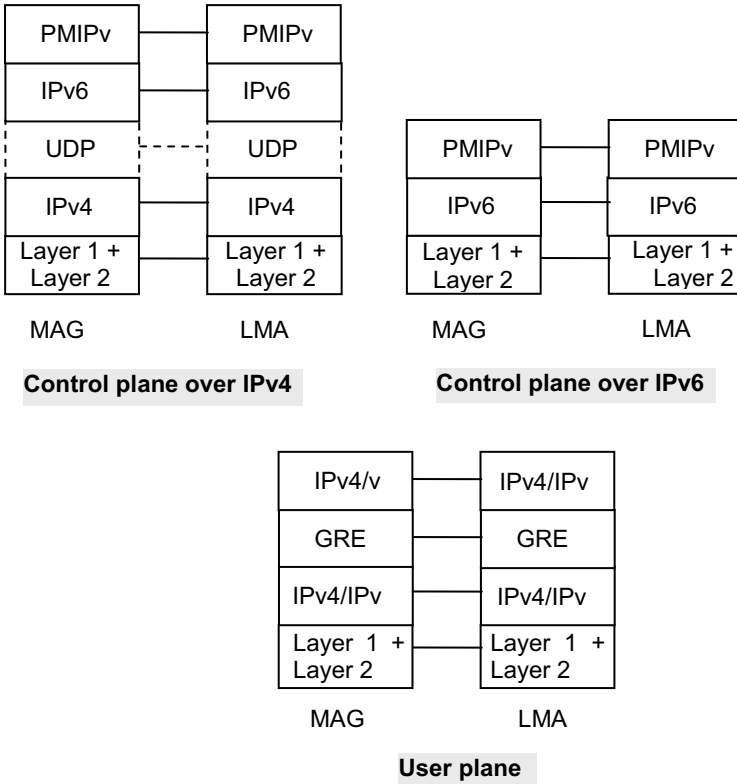 PMIPv PMIPv
IPv6 IPv6
UDP UDP
IPv4 IPv4
Layer 1 + Layer 1 +
Layer 2 Layer 2
MAG LMA
Control plane over IPv4
PMIPv PMIPv
IPv6 IPv6
Layer 1 + Layer 1 +
Layer 2 Layer 2
MAG LMA
Control plane over IPv6
IPv4/v IPv4/IPv
GRE GRE
IPv4/IPv IPv4/IPv
Layer 1 + Layer 1 +
Layer 2 Layer 2
MAG LMA
User plane